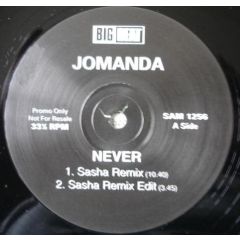 BIG BEAT
JOMANDA
Promo Only
Not For Resale
33⅓ RPM
SAM 1256
A Side
NEVER
1. Sasha Remix (10.40)
2. Sasha Remix Edit (3.45)